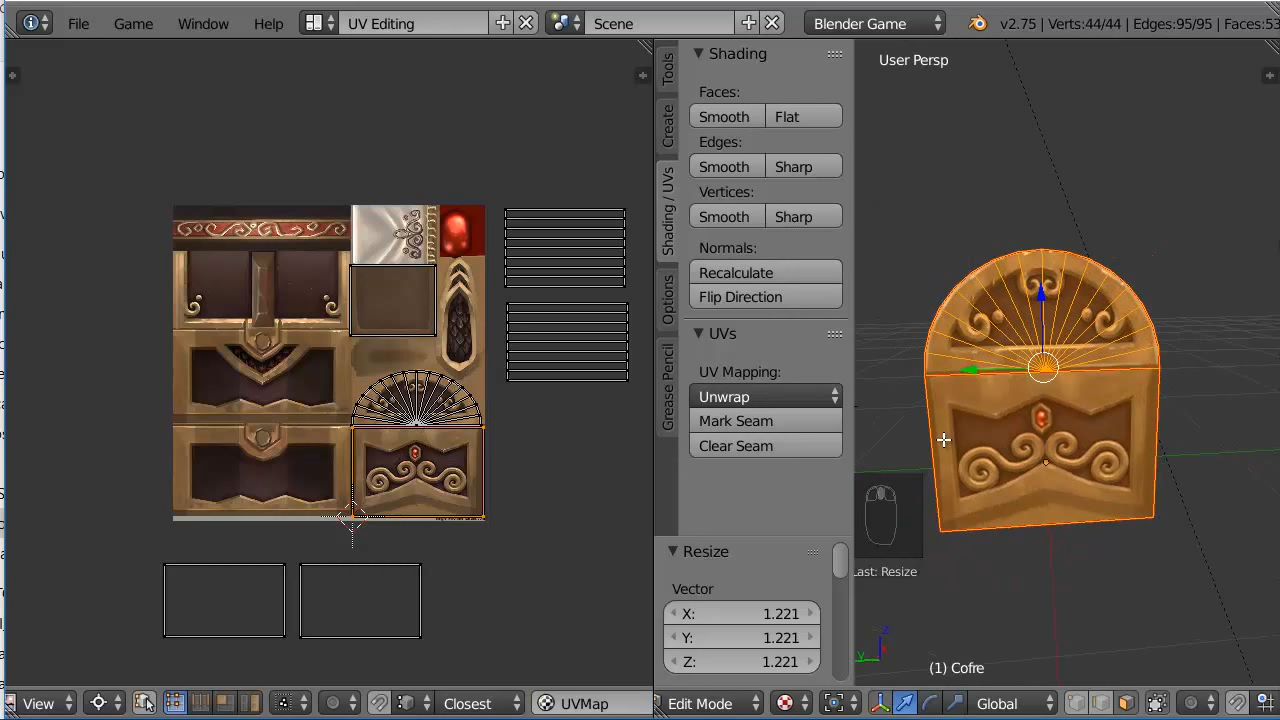 File Game Window Help UV Editing Scene Blender Game v2.75 | Verts:44/44 | Edges:95/95 | Faces:53
Tools
Create
Shading / UVs
Options
Grease Pencil
Shading
Faces:
Smooth Flat
Edges:
Smooth Sharp
Vertices:
Smooth Sharp
Normals:
Recalculate
Flip Direction
UVs
UV Mapping:
Unwrap
Mark Seam
Clear Seam
Resize
Vector
X: 1.221
Y: 1.221
Z: 1.221
User Persp
Last: Resize
z
y
(1) Cofre
View Closest UVMap
Edit Mode Global